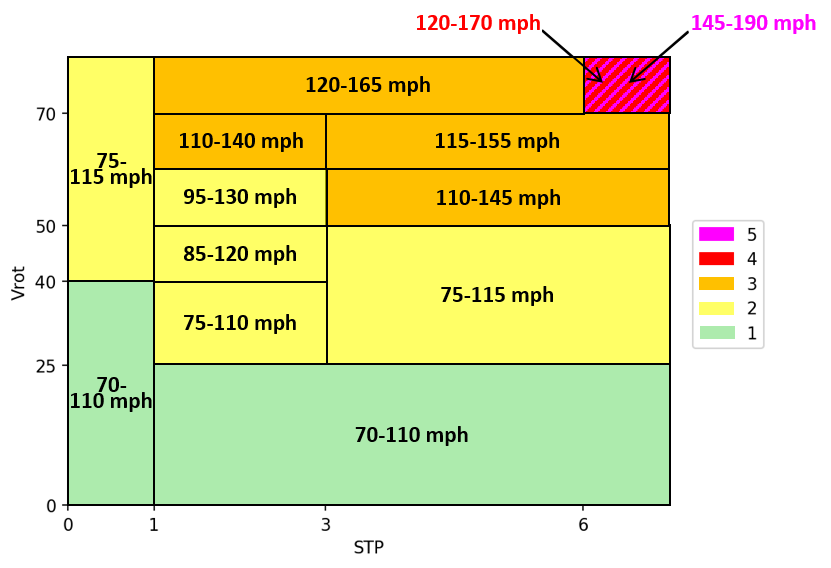 120-170 mph
145-190 mph
120-165 mph
70
110-140 mph
115-155 mph
75-
115 mph
95-130 mph
110-145 mph
50
85-120 mph
5
4
40
3
Vrot
75-115 mph
2
75-110 mph
1
25
70-
110 mph
70-110 mph
0
0
1
3
6
STP